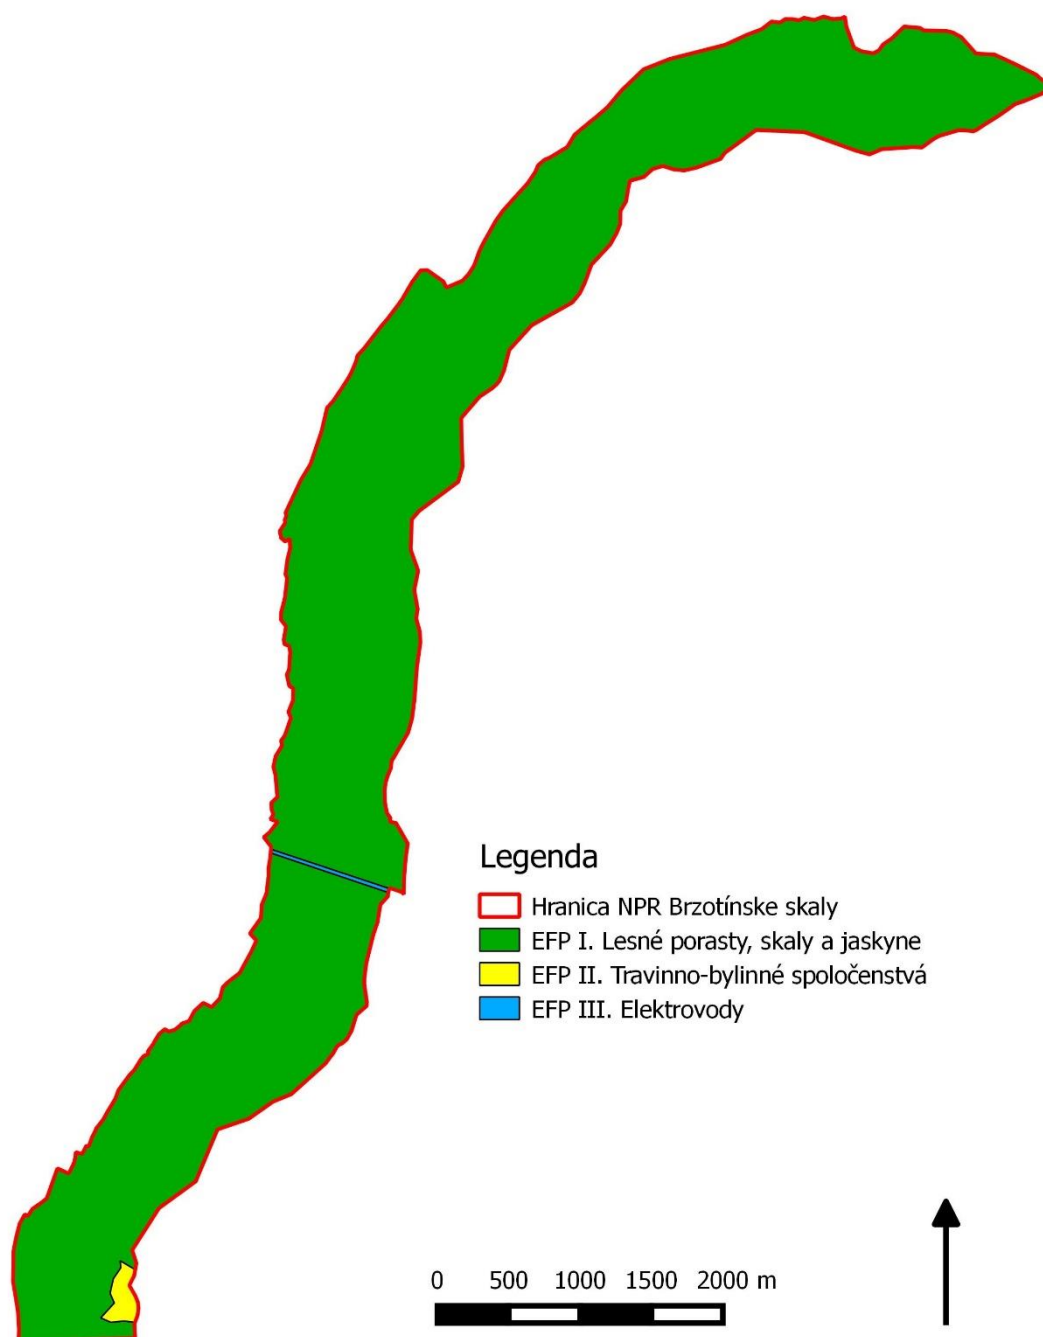 Legenda
Hranica NPR Brzotínske skaly
EFP I. Lesné porasty, skaly a jaskyne
EFP II. Travinno-bylinné spoločenstvá
EFP III. Elektrovody
0 500 1000 1500 2000 m